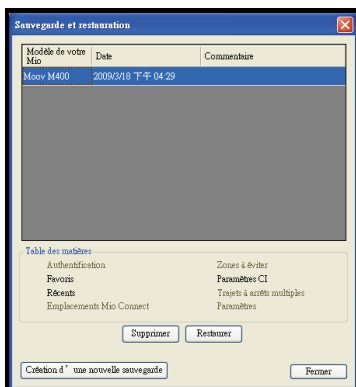 Sauvegarde et restauration
Modèle de votre Mio Date Commentaire
Moov M400 2009/3/18 下午 04:29
Table des matières
Authentification Zones à éviter
Favoris Paramètres CI
Récents Trajets à arrêts multiples
Emplacements Mio Connect Paramètres
Supprimer Restaurer
Création d’une nouvelle sauvegarde Fermer